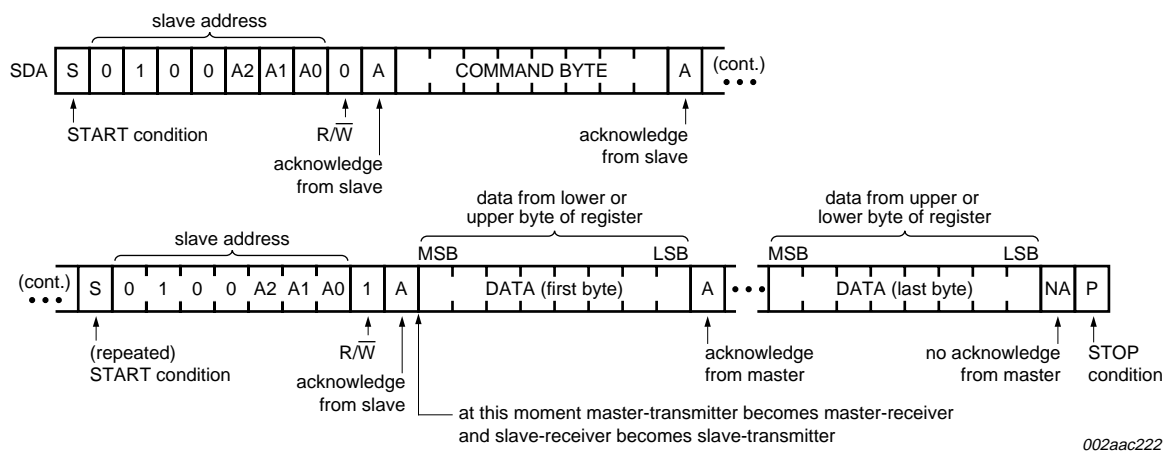 slave address
SDA S 0 1 0 0 A2 A1 A0 0 A COMMAND BYTE A (cont.)
START condition
R/W̅
acknowledge
from slave
acknowledge
from slave
data from lower or
upper byte of register
data from upper or
lower byte of register
slave address
MSB LSB MSB LSB
(cont.) S 0 1 0 0 A2 A1 A0 1 A DATA (first byte) A DATA (last byte) NA P
(repeated)
START condition
R/W̅
acknowledge
from slave
acknowledge
from master
no acknowledge
from master
STOP
condition
at this moment master-transmitter becomes master-receiver
and slave-receiver becomes slave-transmitter
002aac222